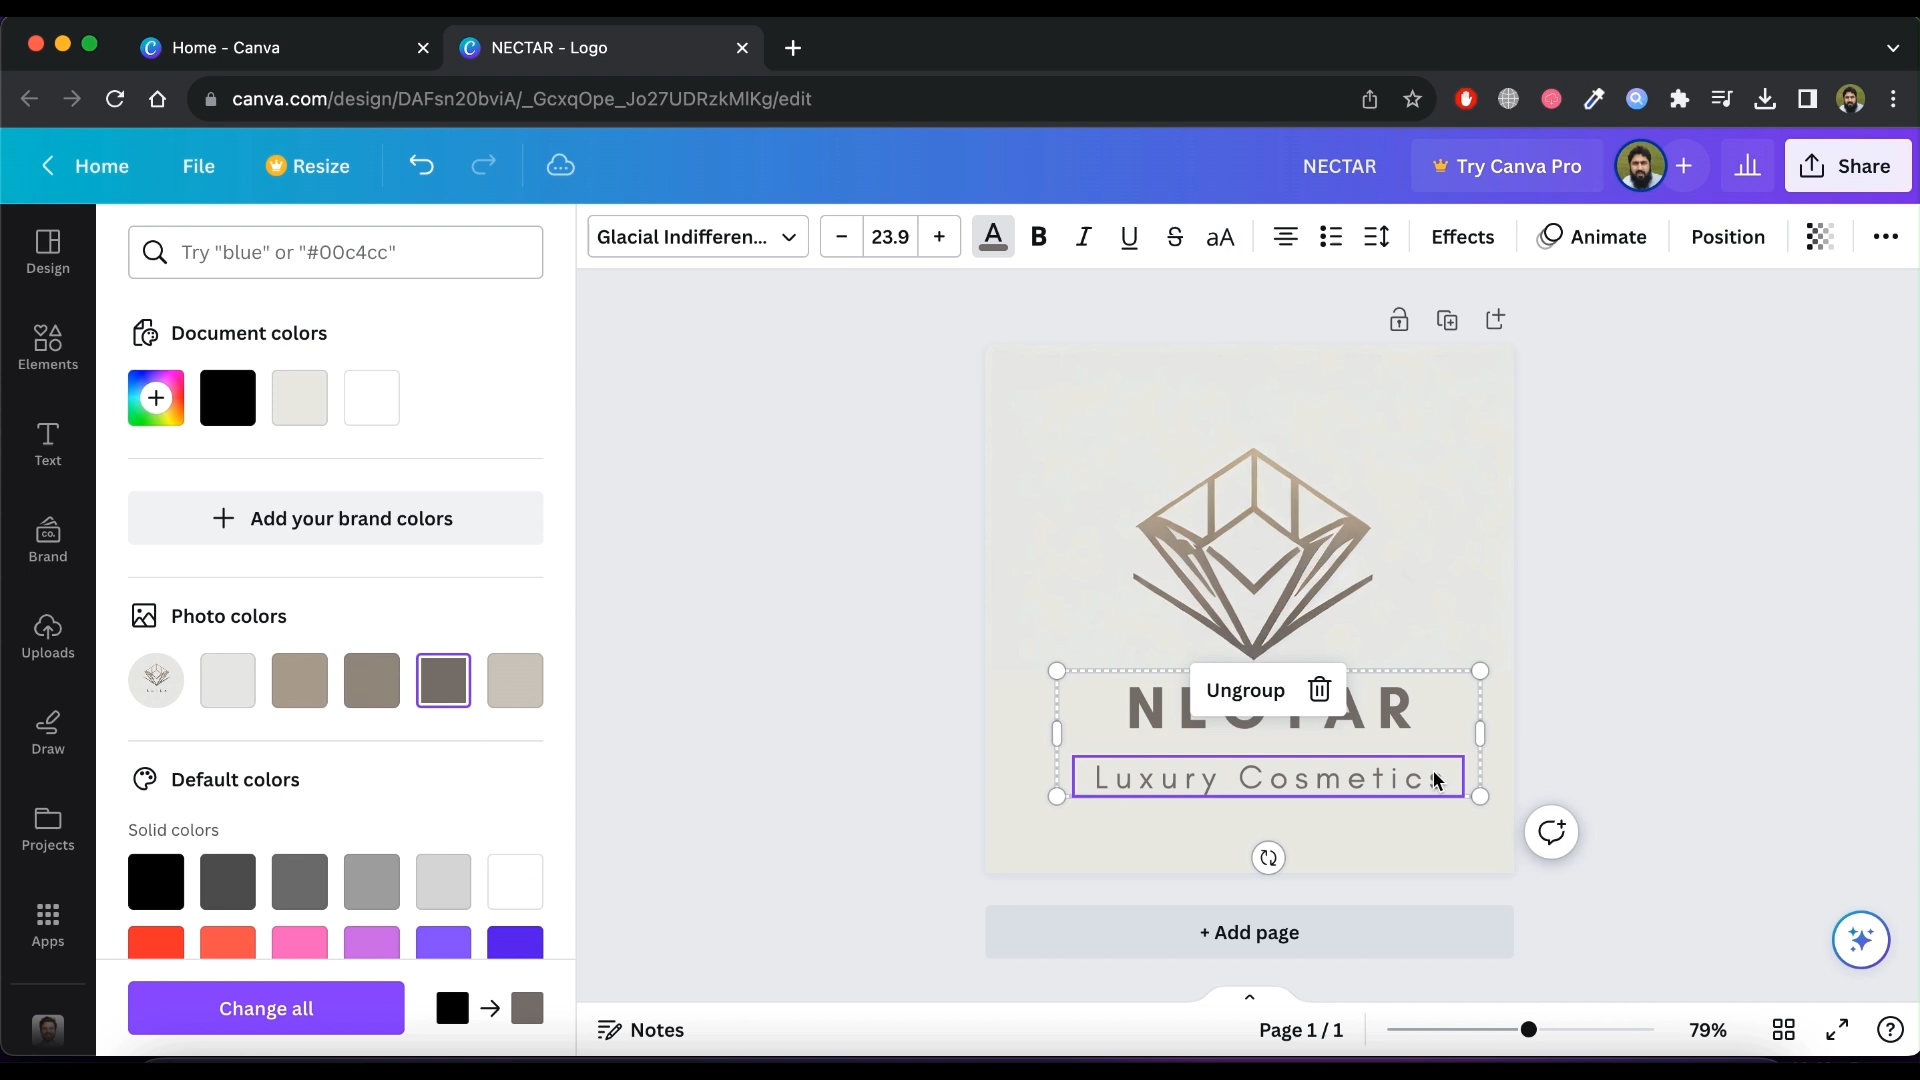 Home - Canva
NECTAR - Logo
canva.com/design/DAFsn20bviA/_GcxqOpe_Jo27UDRzkMlKg/edit
Home
File
Resize
NECTAR
Try Canva Pro
Share
Design
Elements
Text
Brand
Uploads
Draw
Projects
Apps
Try "blue" or "#00c4cc"
Document colors
Add your brand colors
Photo colors
Default colors
Solid colors
Change all
Glacial Indifferen...
23.9
Effects
Animate
Position
Ungroup
NECTAR
Luxury Cosmetics
+ Add page
Notes
Page 1 / 1
79%